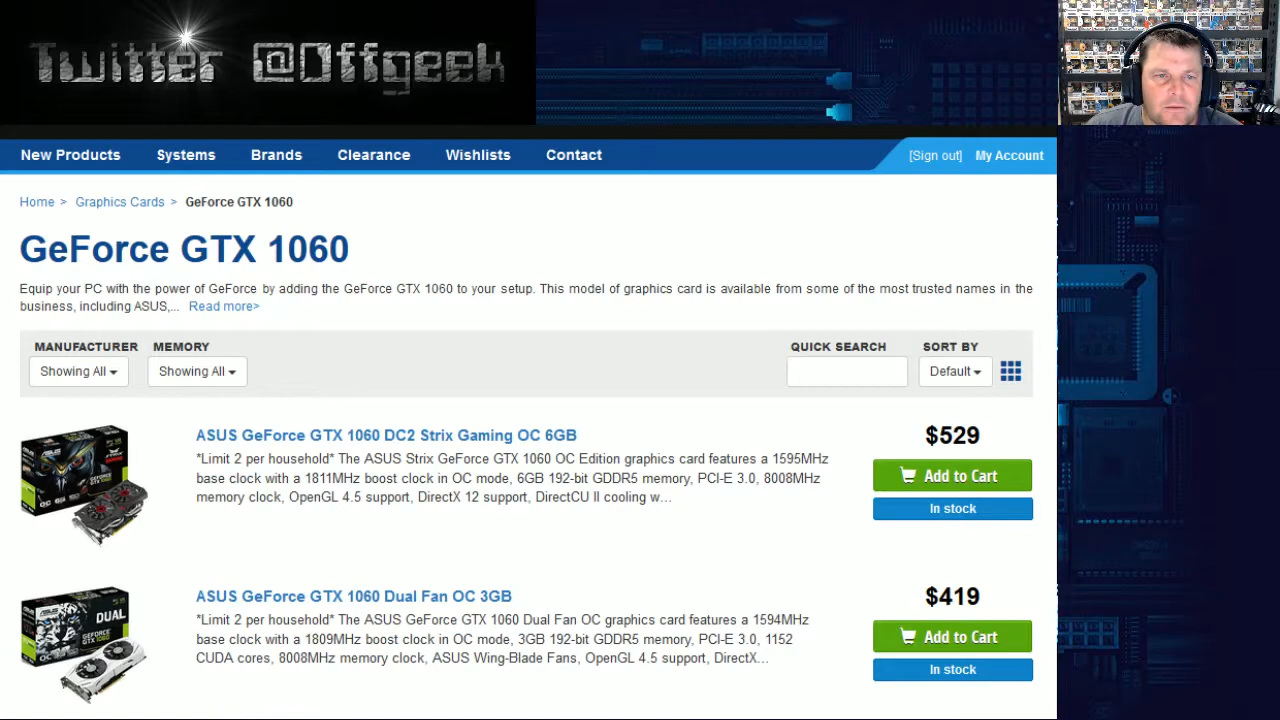 Twitter @Offgeek
New Products Systems Brands Clearance Wishlists Contact [Sign out] My Account
Home > Graphics Cards > GeForce GTX 1060
GeForce GTX 1060
Equip your PC with the power of GeForce by adding the GeForce GTX 1060 to your setup. This model of graphics card is available from some of the most trusted names in the
business, including ASUS,... Read more>
MANUFACTURER MEMORY QUICK SEARCH SORT BY
Showing All Showing All Default
ASUS GeForce GTX 1060 DC2 Strix Gaming OC 6GB
$529
*Limit 2 per household* The ASUS Strix GeForce GTX 1060 OC Edition graphics card features a 1595MHz
base clock with a 1811MHz boost clock in OC mode, 6GB 192-bit GDDR5 memory, PCI-E 3.0, 8008MHz
memory clock, OpenGL 4.5 support, DirectX 12 support, DirectCU II cooling w...
Add to Cart
In stock
ASUS GeForce GTX 1060 Dual Fan OC 3GB
$419
*Limit 2 per household* The ASUS GeForce GTX 1060 Dual Fan OC graphics card features a 1594MHz
base clock with a 1809MHz boost clock in OC mode, 3GB 192-bit GDDR5 memory, PCI-E 3.0, 1152
CUDA cores, 8008MHz memory clock, ASUS Wing-Blade Fans, OpenGL 4.5 support, DirectX...
Add to Cart
In stock
DUAL